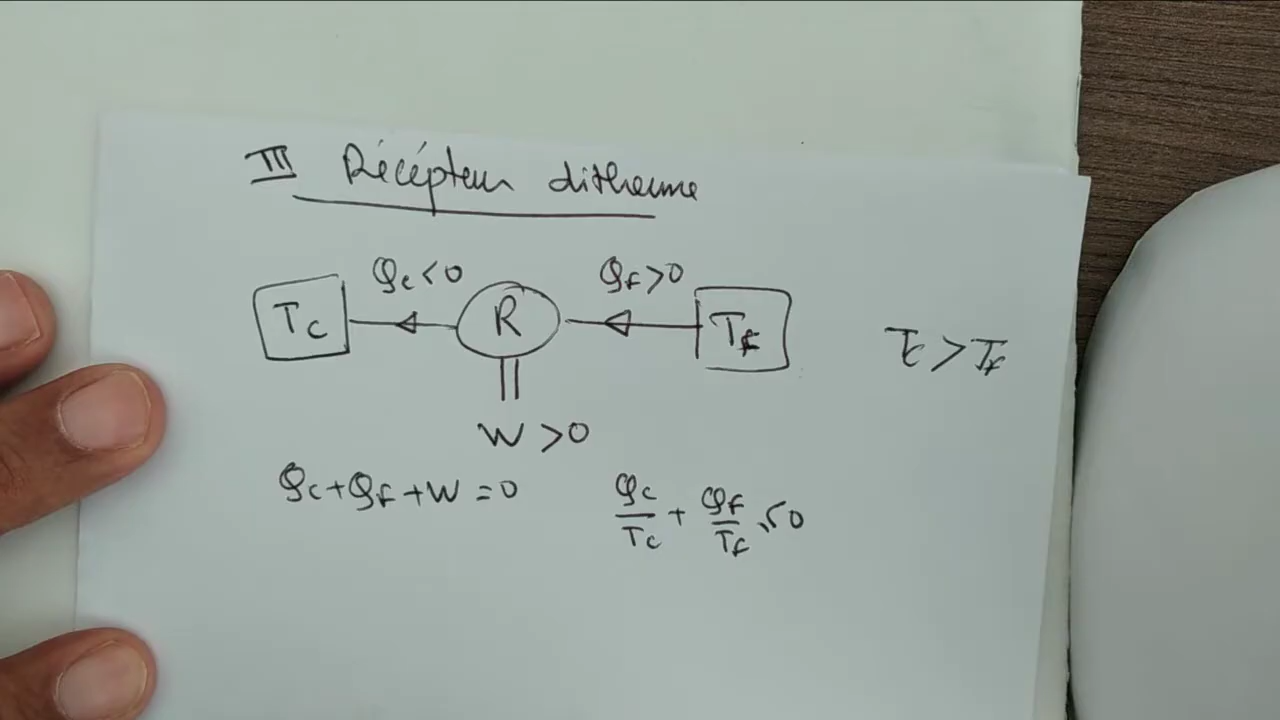 III Récépteur ditherme
Qc<0 Qf>0
Tc R Tf Tc > Tf
W >0
Qc+Qf+W=0 Qc/Tc + Qf/Tf ≤0